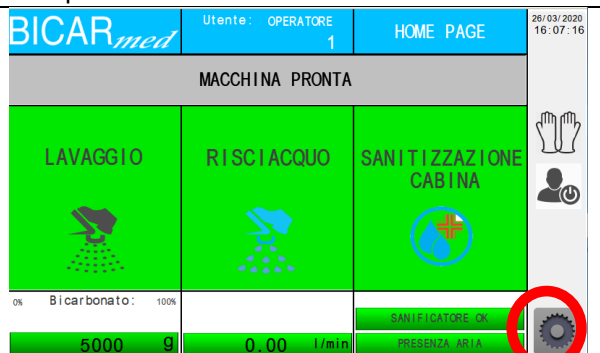 BICARmed
Utente: OPERATORE
1
HOME PAGE
26/03/2020
16:07:16
MACCHINA PRONTA
LAVAGGIO
RISCIACQUO
SANITIZZAZIONE
CABINA
0% Bicarbonato: 100%
5000 g
0.00 l/min
SANIFICATORE OK
PRESENZA ARIA